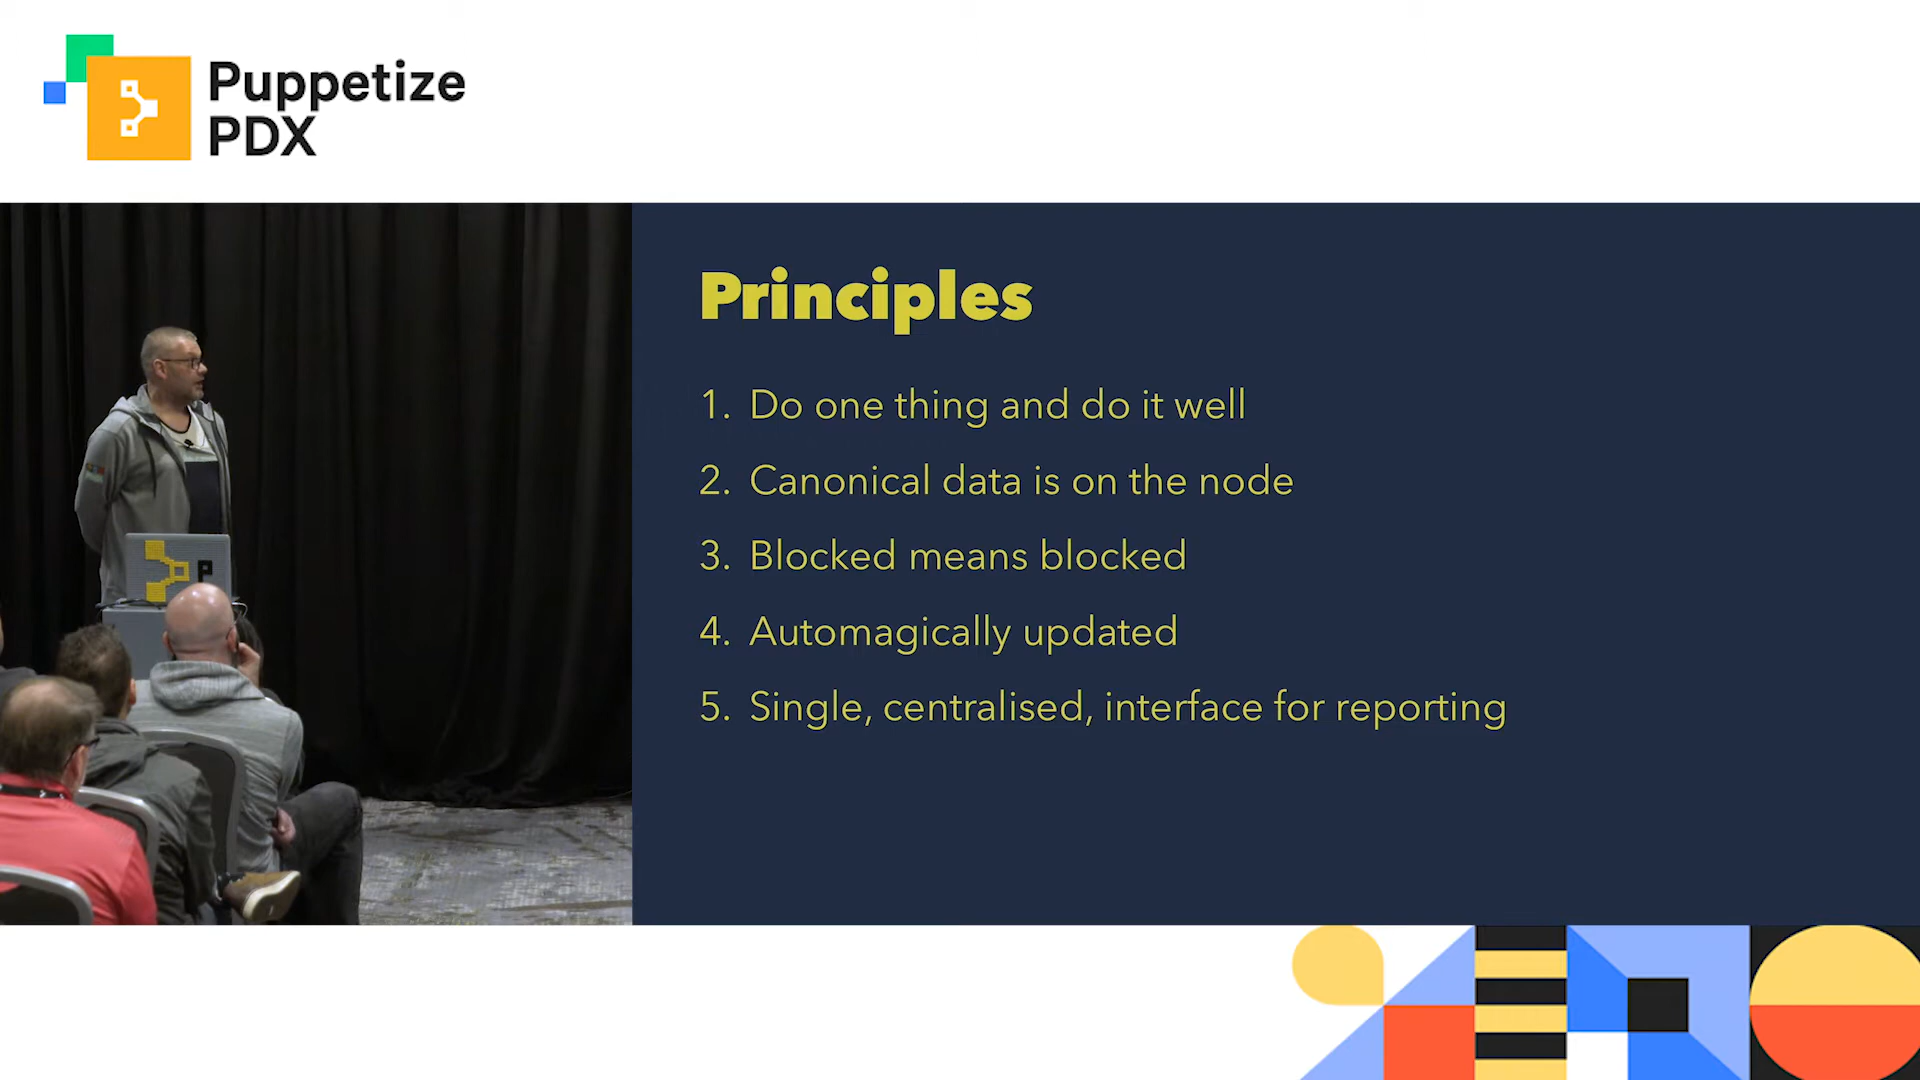 Puppetize
PDX
Principles
1. Do one thing and do it well
2. Canonical data is on the node
3. Blocked means blocked
4. Automagically updated
5. Single, centralised, interface for reporting
P